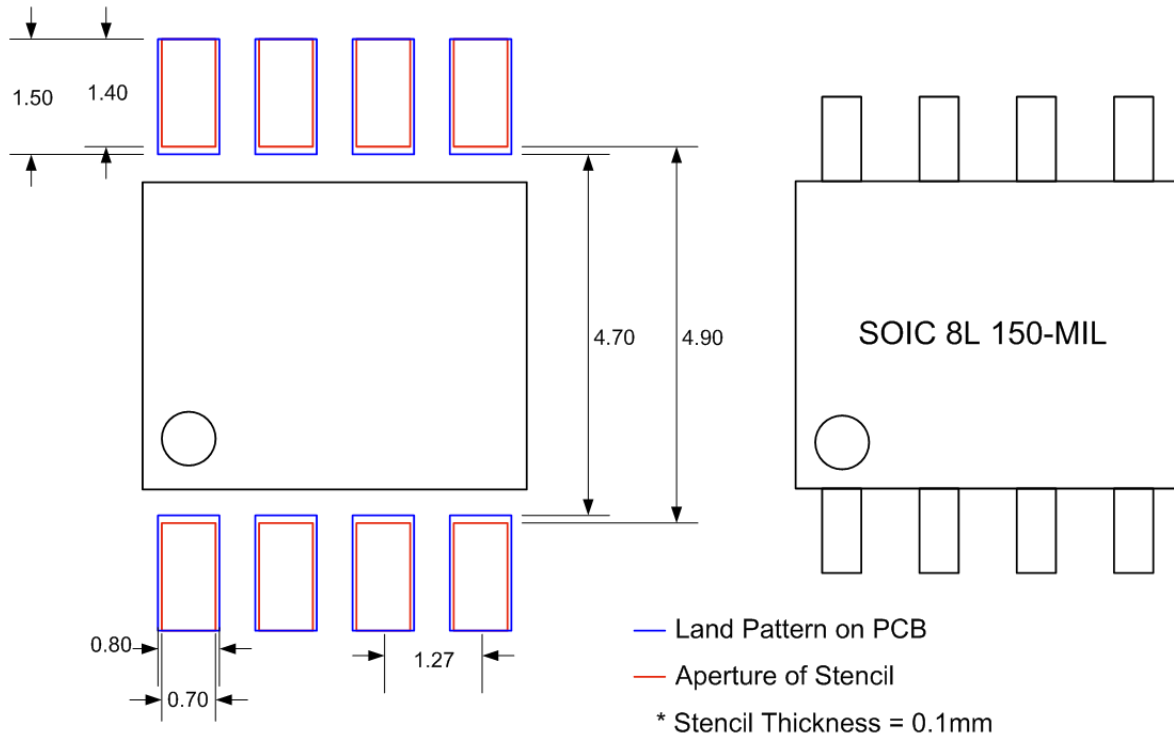 1.50
1.40
4.70
4.90
SOIC 8L 150-MIL
0.80
1.27
0.70
Land Pattern on PCB
Aperture of Stencil
* Stencil Thickness = 0.1mm